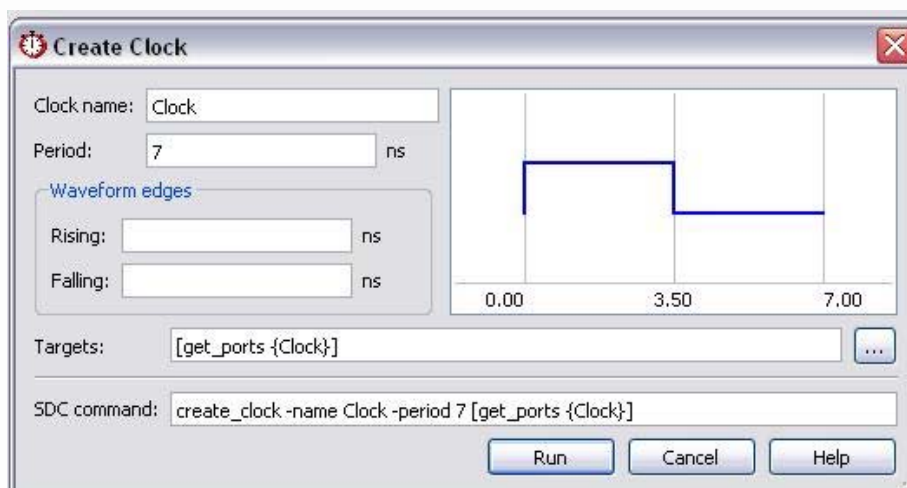 Create Clock
Clock name: Clock
Period: 7 ns
Waveform edges
Rising: ns
Falling: ns
0.00 3.50 7.00
Targets: [get_ports {Clock}] ...
SDC command: create_clock -name Clock -period 7 [get_ports {Clock}]
Run Cancel Help